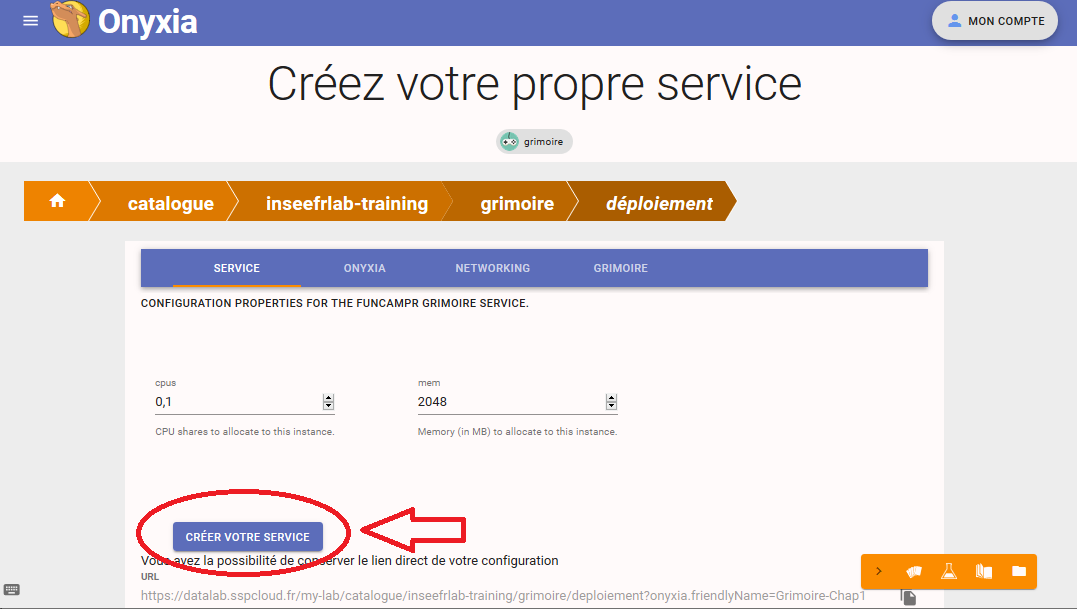 Onyxia
MON COMPTE
Créez votre propre service
grimoire
catalogue inseefrlab-training grimoire déploiement
SERVICE ONYXIA NETWORKING GRIMOIRE
CONFIGURATION PROPERTIES FOR THE FUNCAMPR GRIMOIRE SERVICE.
cpus mem
0,1 2048
CPU shares to allocate to this instance. Memory (in MB) to allocate to this instance.
CRÉER VOTRE SERVICE
Vous avez la possibilité de conserver le lien direct de votre configuration
URL
https://datalab.sspcloud.fr/my-lab/catalogue/inseefrlab-training/grimoire/deploiement?onyxia.friendlyName=Grimoire-Chap1